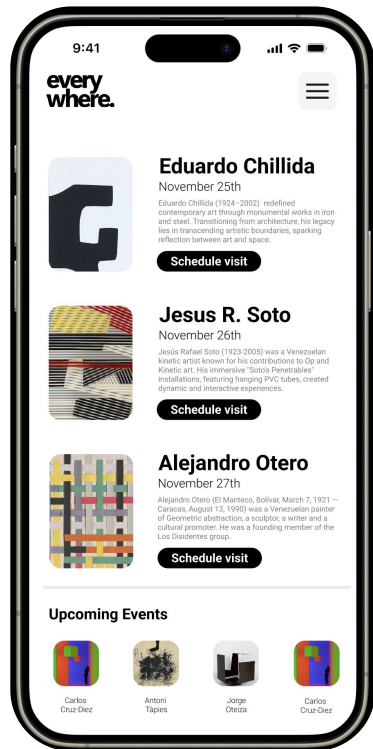 9:41
every
where.
Eduardo Chillida
November 25th
Eduardo Chillida (1924–2002) redefined
contemporary art through monumental works in iron
and steel. Transitioning from architecture, his legacy
lies in transcending artistic boundaries, sparking
reflection between art and space.
Schedule visit
Jesus R. Soto
November 26th
Jesús Rafael Soto (1923-2005) was a Venezuelan
kinetic artist known for his contributions to Op and
Kinetic art. His immersive "Soto's Penetrables"
installations, featuring hanging PVC tubes, created
dynamic and interactive experiences.
Schedule visit
Alejandro Otero
November 27th
Alejandro Otero (El Manteco, Bolívar, March 7, 1921 —
Caracas, August 13, 1990) was a Venezuelan painter
of Geometric abstraction, a sculptor, a writer and a
cultural promoter. He was a founding member of the
Los Disidentes group.
Schedule visit
Upcoming Events
Carlos
Cruz-Diez
Antoni
Tàpies
Jorge
Oteiza
Carlos
Cruz-Diez